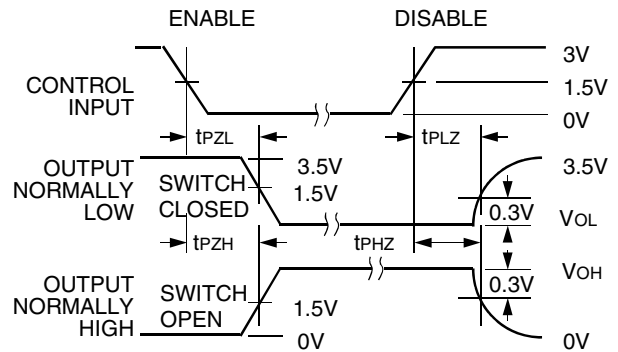 ENABLE DISABLE
3V
CONTROL INPUT 1.5V
0V
tPZL tPLZ
OUTPUT NORMALLY LOW
SWITCH CLOSED
3.5V
1.5V
3.5V
0.3V
VOL
tPZH tPHZ
OUTPUT NORMALLY HIGH
SWITCH OPEN
1.5V
0V
VOH
0.3V
0V